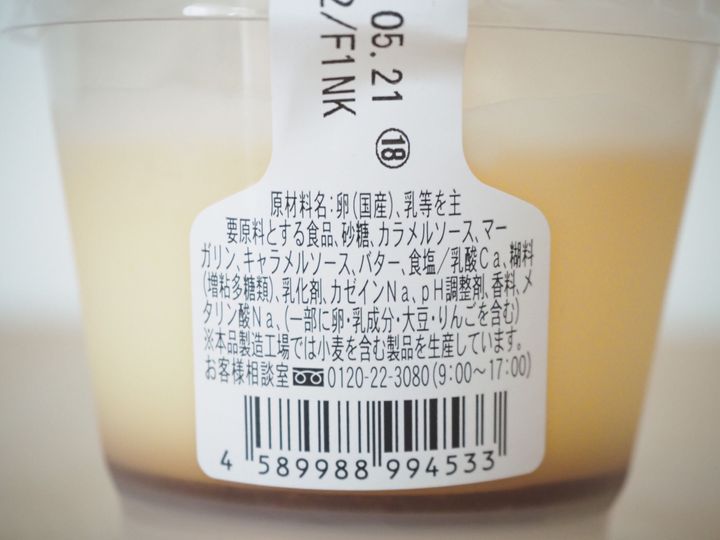 05.21
2/F1NK
⑱
原材料名:卵(国産)、乳等を主
要原料とする食品、砂糖、カラメルソース、マー
ガリン、キャラメルソース、バター、食塩/乳酸Ca、糊料
(増粘多糖類)、乳化剤、カゼインNa、pH調整剤、香料、メ
タリン酸Na、(一部に卵・乳成分・大豆・りんごを含む)
※本品製造工場では小麦を含む製品を生産しています。
お客様相談室 0120-22-3080(9:00〜17:00)
4 589988 994533